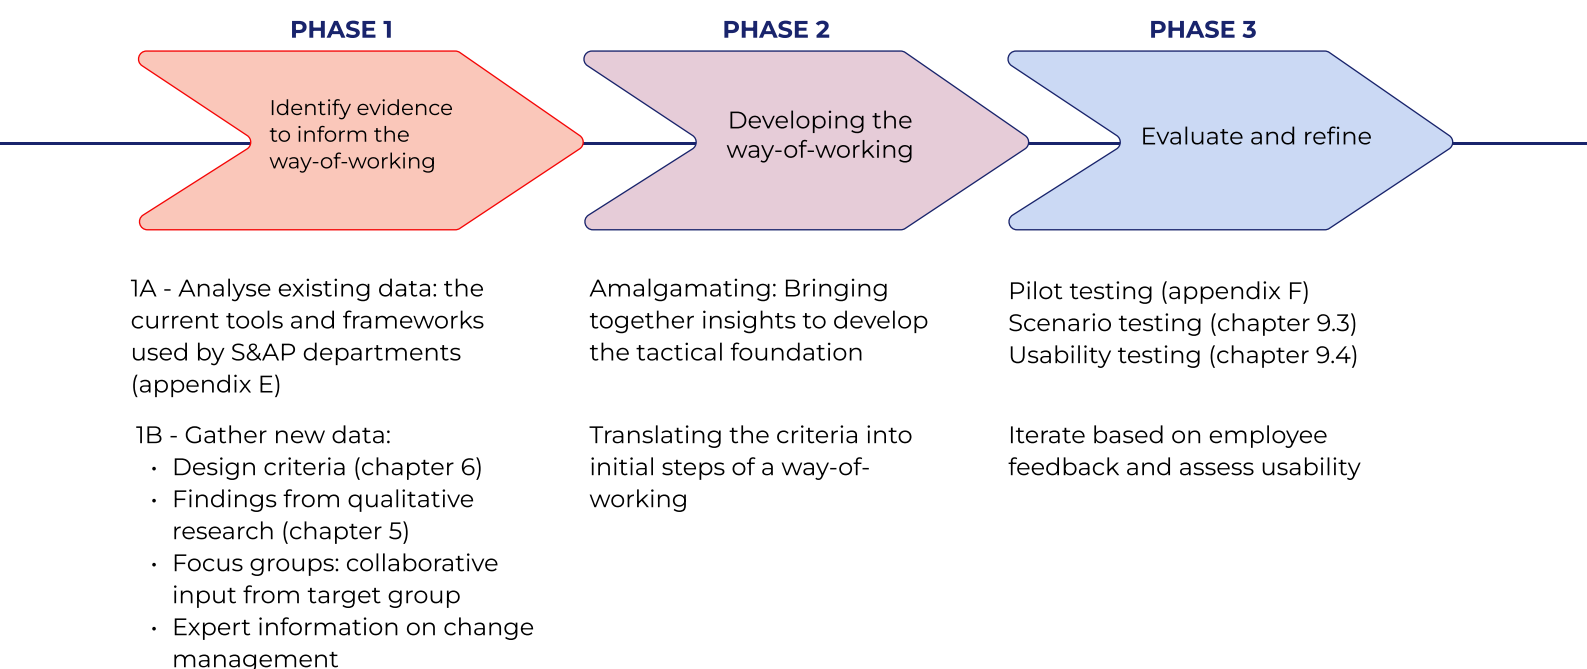 PHASE 1
Identify evidence
to inform the
way-of-working
1A - Analyse existing data: the
current tools and frameworks
used by S&AP departments
(appendix E)
1B - Gather new data:
• Design criteria (chapter 6)
• Findings from qualitative
research (chapter 5)
• Focus groups: collaborative
input from target group
• Expert information on change
management
PHASE 2
Developing the
way-of-working
Amalgamating: Bringing
together insights to develop
the tactical foundation
Translating the criteria into
initial steps of a way-of-
working
PHASE 3
Evaluate and refine
Pilot testing (appendix F)
Scenario testing (chapter 9.3)
Usability testing (chapter 9.4)
Iterate based on employee
feedback and assess usability